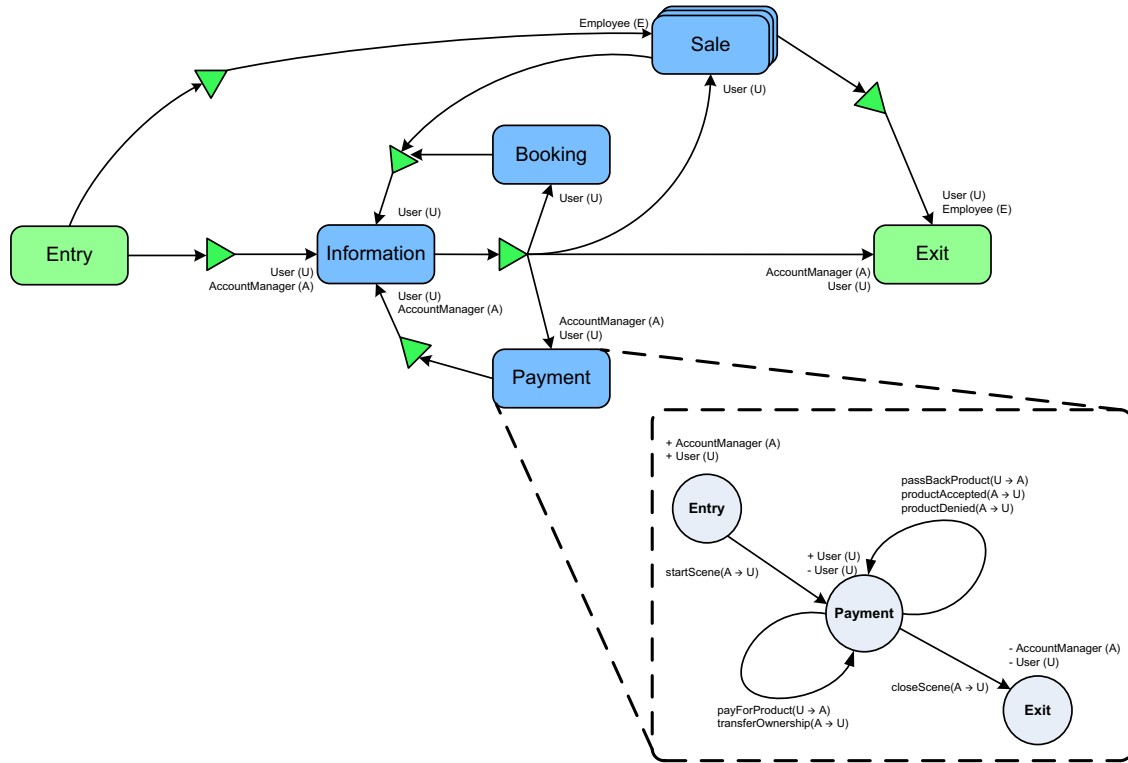 Employee (E)
Sale
User (U)
Booking
User (U)
User (U)
User (U)
Employee (E)
Entry
Information
Exit
User (U)
AccountManager (A)
AccountManager (A)
User (U)
User (U)
AccountManager (A)
AccountManager (A)
User (U)
Payment
+ AccountManager (A)
+ User (U)
Entry
passBackProduct(U → A)
productAccepted(A → U)
productDenied(A → U)
startScene(A → U)
+ User (U)
- User (U)
Payment
payForProduct(U → A)
transferOwnership(A → U)
closeScene(A → U)
- AccountManager (A)
- User (U)
Exit